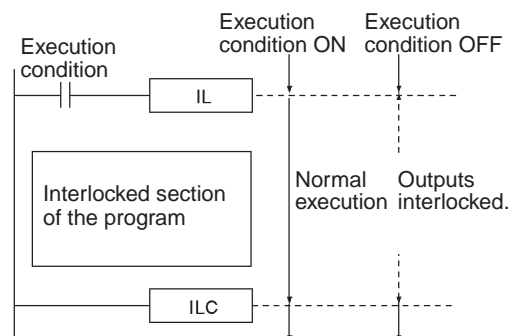 Execution
condition
Execution
condition ON
Execution
condition OFF
IL
Interlocked section
of the program
Normal
execution
Outputs
interlocked.
ILC